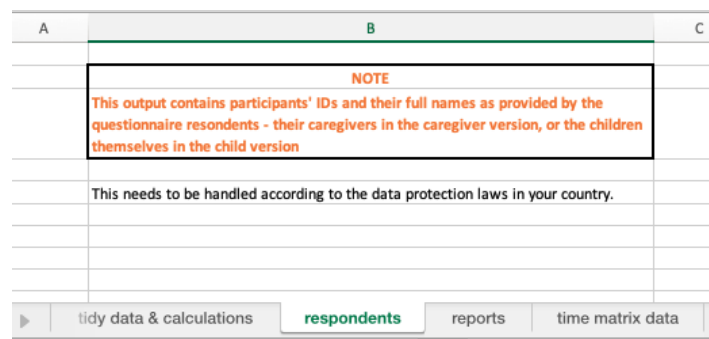 A B C
NOTE
This output contains participants' IDs and their full names as provided by the
questionnaire resondents - their caregivers in the caregiver version, or the children
themselves in the child version
This needs to be handled according to the data protection laws in your country.
tidy data & calculations respondents reports time matrix data